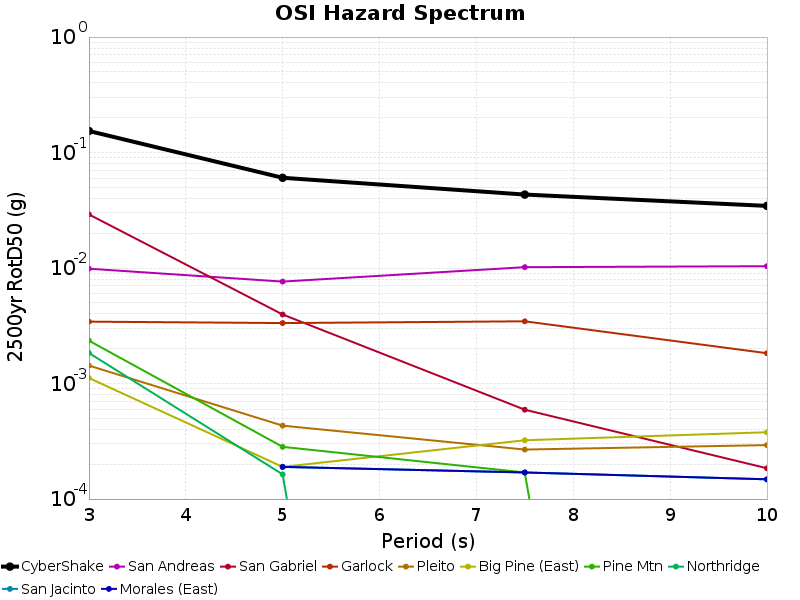 OSI Hazard Spectrum
10^0
10^-1
10^-2
10^-3
10^-4
2500yr RotD50 (g)
3 4 5 6 7 8 9 10
Period (s)
CyberShake San Andreas San Gabriel Garlock Pleito Big Pine (East) Pine Mtn Northridge
San Jacinto Morales (East)